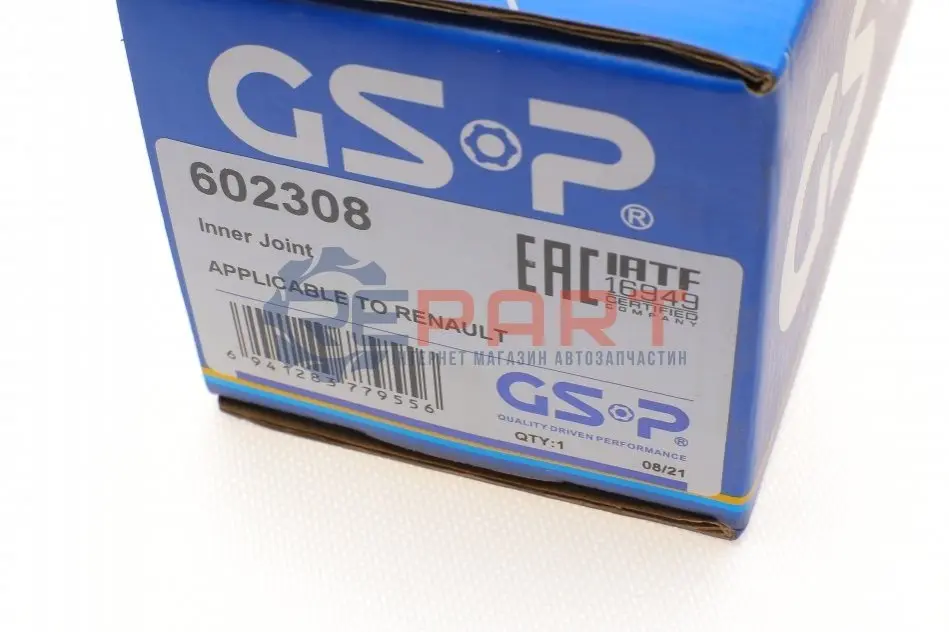 GSP®
602308
Inner Joint
EAC IATF
16949
CERTIFIED
COMPANY
APPLICABLE TO RENAULT
DEPART
ИНТЕРНЕТ МАГАЗИН АВТОЗАПЧАСТИН
6 941283 779556
GSP®
QUALITY DRIVEN PERFORMANCE
QTY:1
08/21